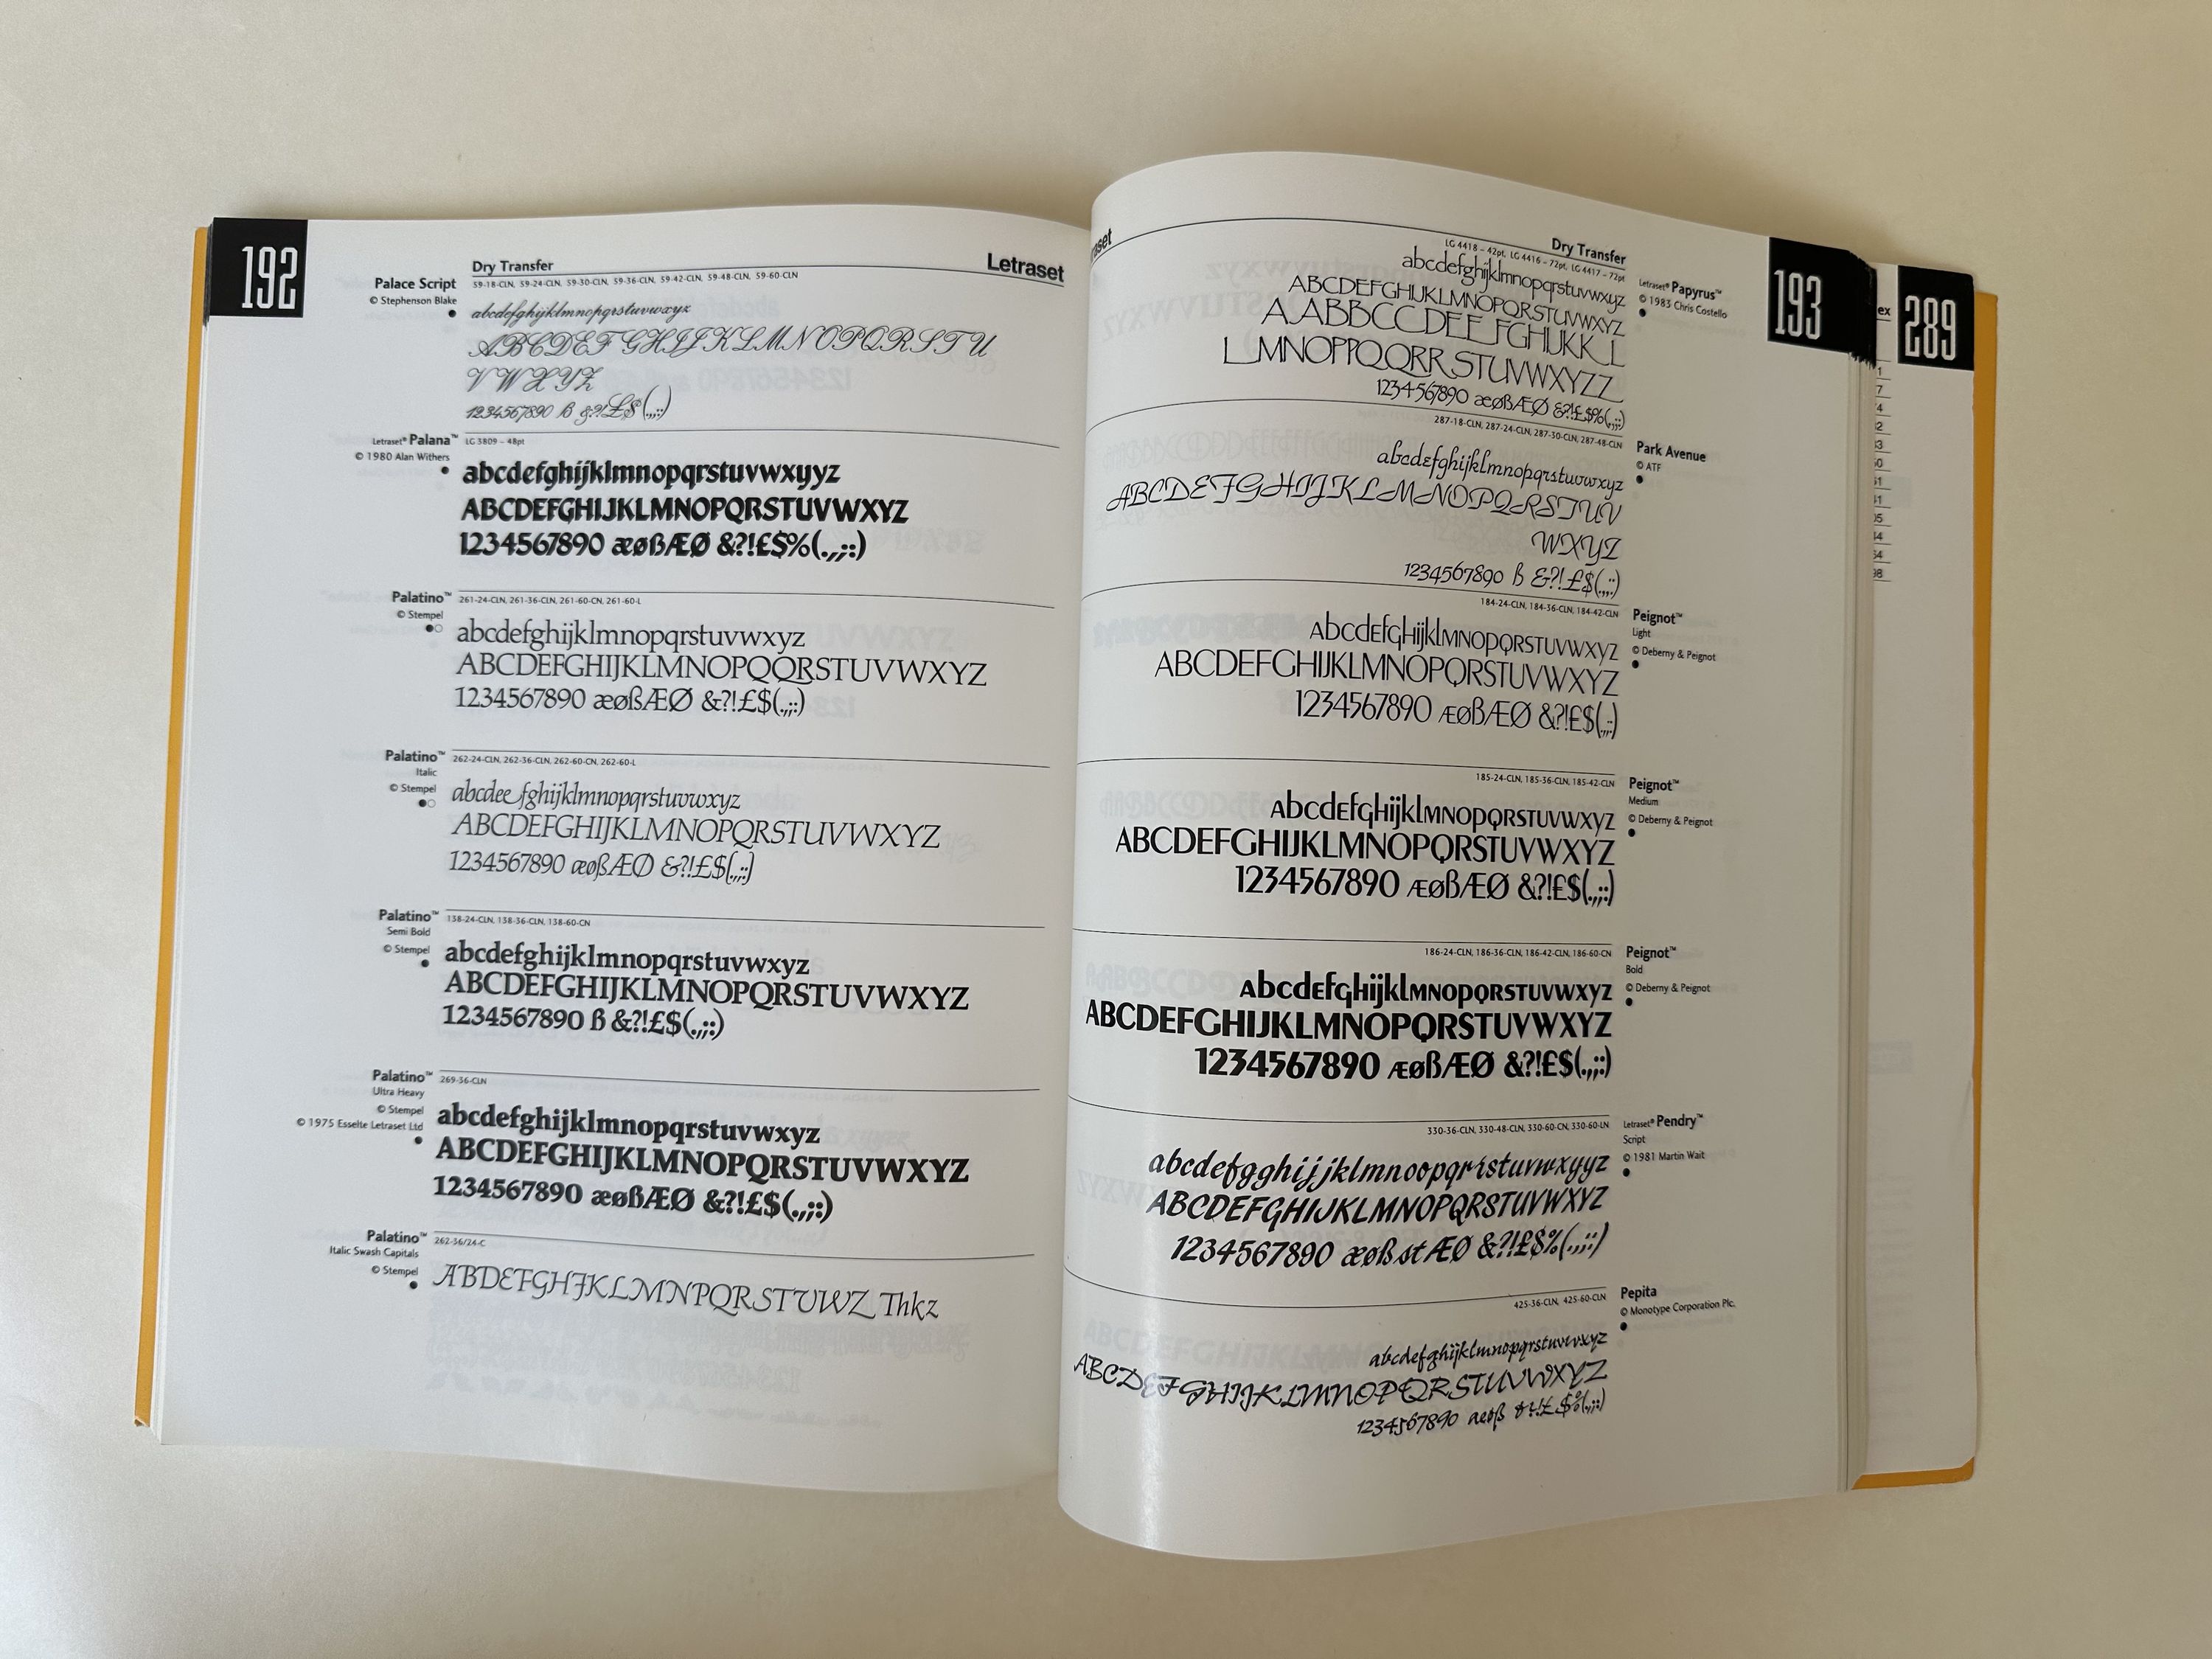 192
Dry Transfer
Letraset
Palace Script
© Stephenson Blake
59-18-CLN, 59-24-CLN, 59-30-CLN, 59-36-CLN, 59-42-CLN, 59-48-CLN, 59-60-CLN
abcdefghijklmnopqrstuvwxyz
ABCDEFGHIJKLMNOPQRSTU
VWXYZ
1234567890 ß &?!£$(.,;:)
Letraset® Palana™
© 1980 Alan Withers
LG 3809 – 48pt
abcdefghijklmnopqrstuvwxyyz
ABCDEFGHIJKLMNOPQRSTUVWXYZ
1234567890 æøßÆØ &?!£$%(.,;:)
Palatino™
© Stempel
261-24-CLN, 261-36-CLN, 261-60-CN, 261-60-L
abcdefghijklmnopqrstuvwxyz
ABCDEFGHIJKLMNOPQQRSTUVWXYZ
1234567890 æøßÆØ &?!£$(.,;:)
Palatino™
Italic
© Stempel
262-24-CLN, 262-36-CLN, 262-60-CN, 262-60-L
abcdeefghijklmnopqrstuvwxyz
ABCDEFGHIJKLMNOPQRSTUVWXYZ
1234567890 æøßÆØ &?!£$(.,;:)
Palatino™
Semi Bold
© Stempel
138-24-CLN, 138-36-CLN, 138-60-CN
abcdefghijklmnopqrstuvwxyz
ABCDEFGHIJKLMNOPQRSTUVWXYZ
1234567890 ß &?!£$(.,;:)
Palatino™
Ultra Heavy
© Stempel
© 1975 Esselte Letraset Ltd
269-36-CLN
abcdefghijklmnopqrstuvwxyz
ABCDEFGHIJKLMNOPQRSTUVWXYZ
1234567890 æøßÆØ &?!£$(.,;:)
Palatino™
Italic Swash Capitals
© Stempel
262-36/24-C
ABDEFGHJKLMNPQRSTUWZ Thkz
raset
Dry Transfer
193
LG 4418 – 42pt, LG 4416 – 72pt, LG 4417 – 72pt
Letraset® Papyrus™
© 1983 Chris Costello
abcdefghijklmnopqrstuvwxyz
ABCDEFGHIJKLMNOPQRSTUVWXYZ
AABBCCDEEFGHIJKKL
LMNOPPQQRRSTUVWXYZZ
1234567890 æøßÆØ &?!£$%(.,;:)
287-18-CLN, 287-24-CLN, 287-30-CLN, 287-48-CLN
Park Avenue
© ATF
abcdefghijklmnopqrstuvwxyz
ABCDEFGHIJKLMNOPQRSTUV
WXYZ
1234567890 ß &?!£$(.,;:)
184-24-CLN, 184-36-CLN, 184-42-CLN
Peignot™
Light
© Deberny & Peignot
AbcdEfgHijklMNOPQRSTUVWXYZ
ABCDEFGHIJKLMNOPQRSTUVWXYZ
1234567890 ÆøßÆØ &?!£$(.,;:)
185-24-CLN, 185-36-CLN, 185-42-CLN
Peignot™
Medium
© Deberny & Peignot
AbcdEfgHijklMNOPQRSTUVWXYZ
ABCDEFGHIJKLMNOPQRSTUVWXYZ
1234567890 ÆøßÆØ &?!£$(.,;:)
186-24-CLN, 186-36-CLN, 186-42-CLN, 186-60-CN
Peignot™
Bold
© Deberny & Peignot
AbcdEfgHijklMNOPQRSTUVWXYZ
ABCDEFGHIJKLMNOPQRSTUVWXYZ
1234567890 ÆøßÆØ &?!£$(.,;:)
330-36-CLN, 330-48-CLN, 330-60-CN, 330-60-LN
Letraset® Pendry™
Script
© 1981 Martin Wait
abcdefgghijjklmnoopqrrstuvwxyyz
ABCDEFGHIJKLMNOPQRSTUVWXYZ
1234567890 æøßstÆØ &?!£$%(.,;:)
425-36-CLN, 425-60-CLN
Pepita
© Monotype Corporation Plc.
abcdefghijklmnopqrstuvwxyz
ABCDEFGHIJKLMNOPQRSTUVWXYZ
1234567890 æøß &?!£$%(.,;:)
ex
289